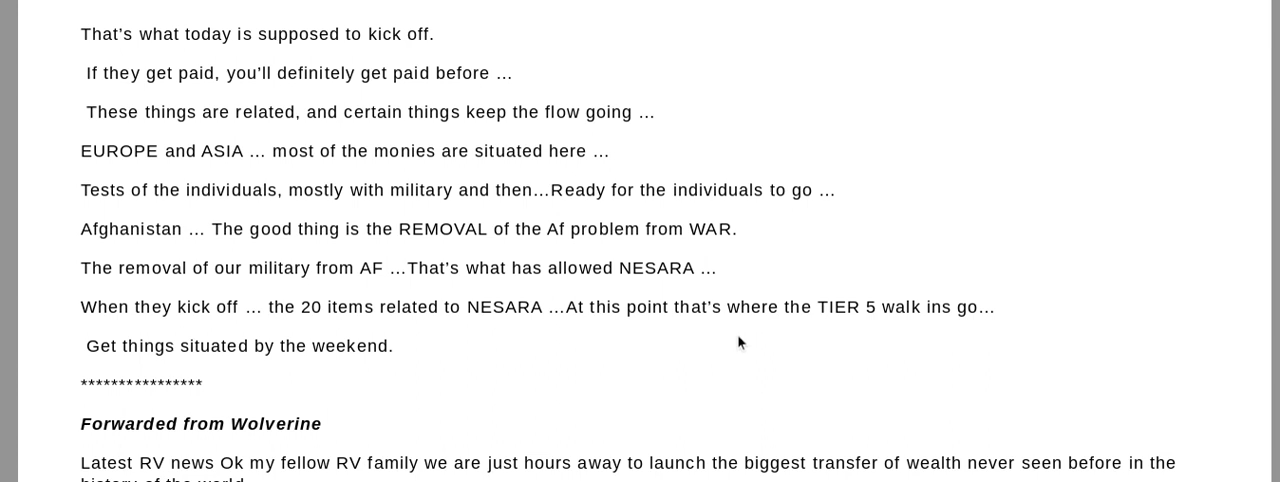 That’s what today is supposed to kick off.
If they get paid, you’ll definitely get paid before …
These things are related, and certain things keep the flow going …
EUROPE and ASIA … most of the monies are situated here …
Tests of the individuals, mostly with military and then…Ready for the individuals to go …
Afghanistan … The good thing is the REMOVAL of the Af problem from WAR.
The removal of our military from AF …That’s what has allowed NESARA …
When they kick off … the 20 items related to NESARA …At this point that’s where the TIER 5 walk ins go…
Get things situated by the weekend.
****************
Forwarded from Wolverine
Latest RV news Ok my fellow RV family we are just hours away to launch the biggest transfer of wealth never seen before in the
history of the world